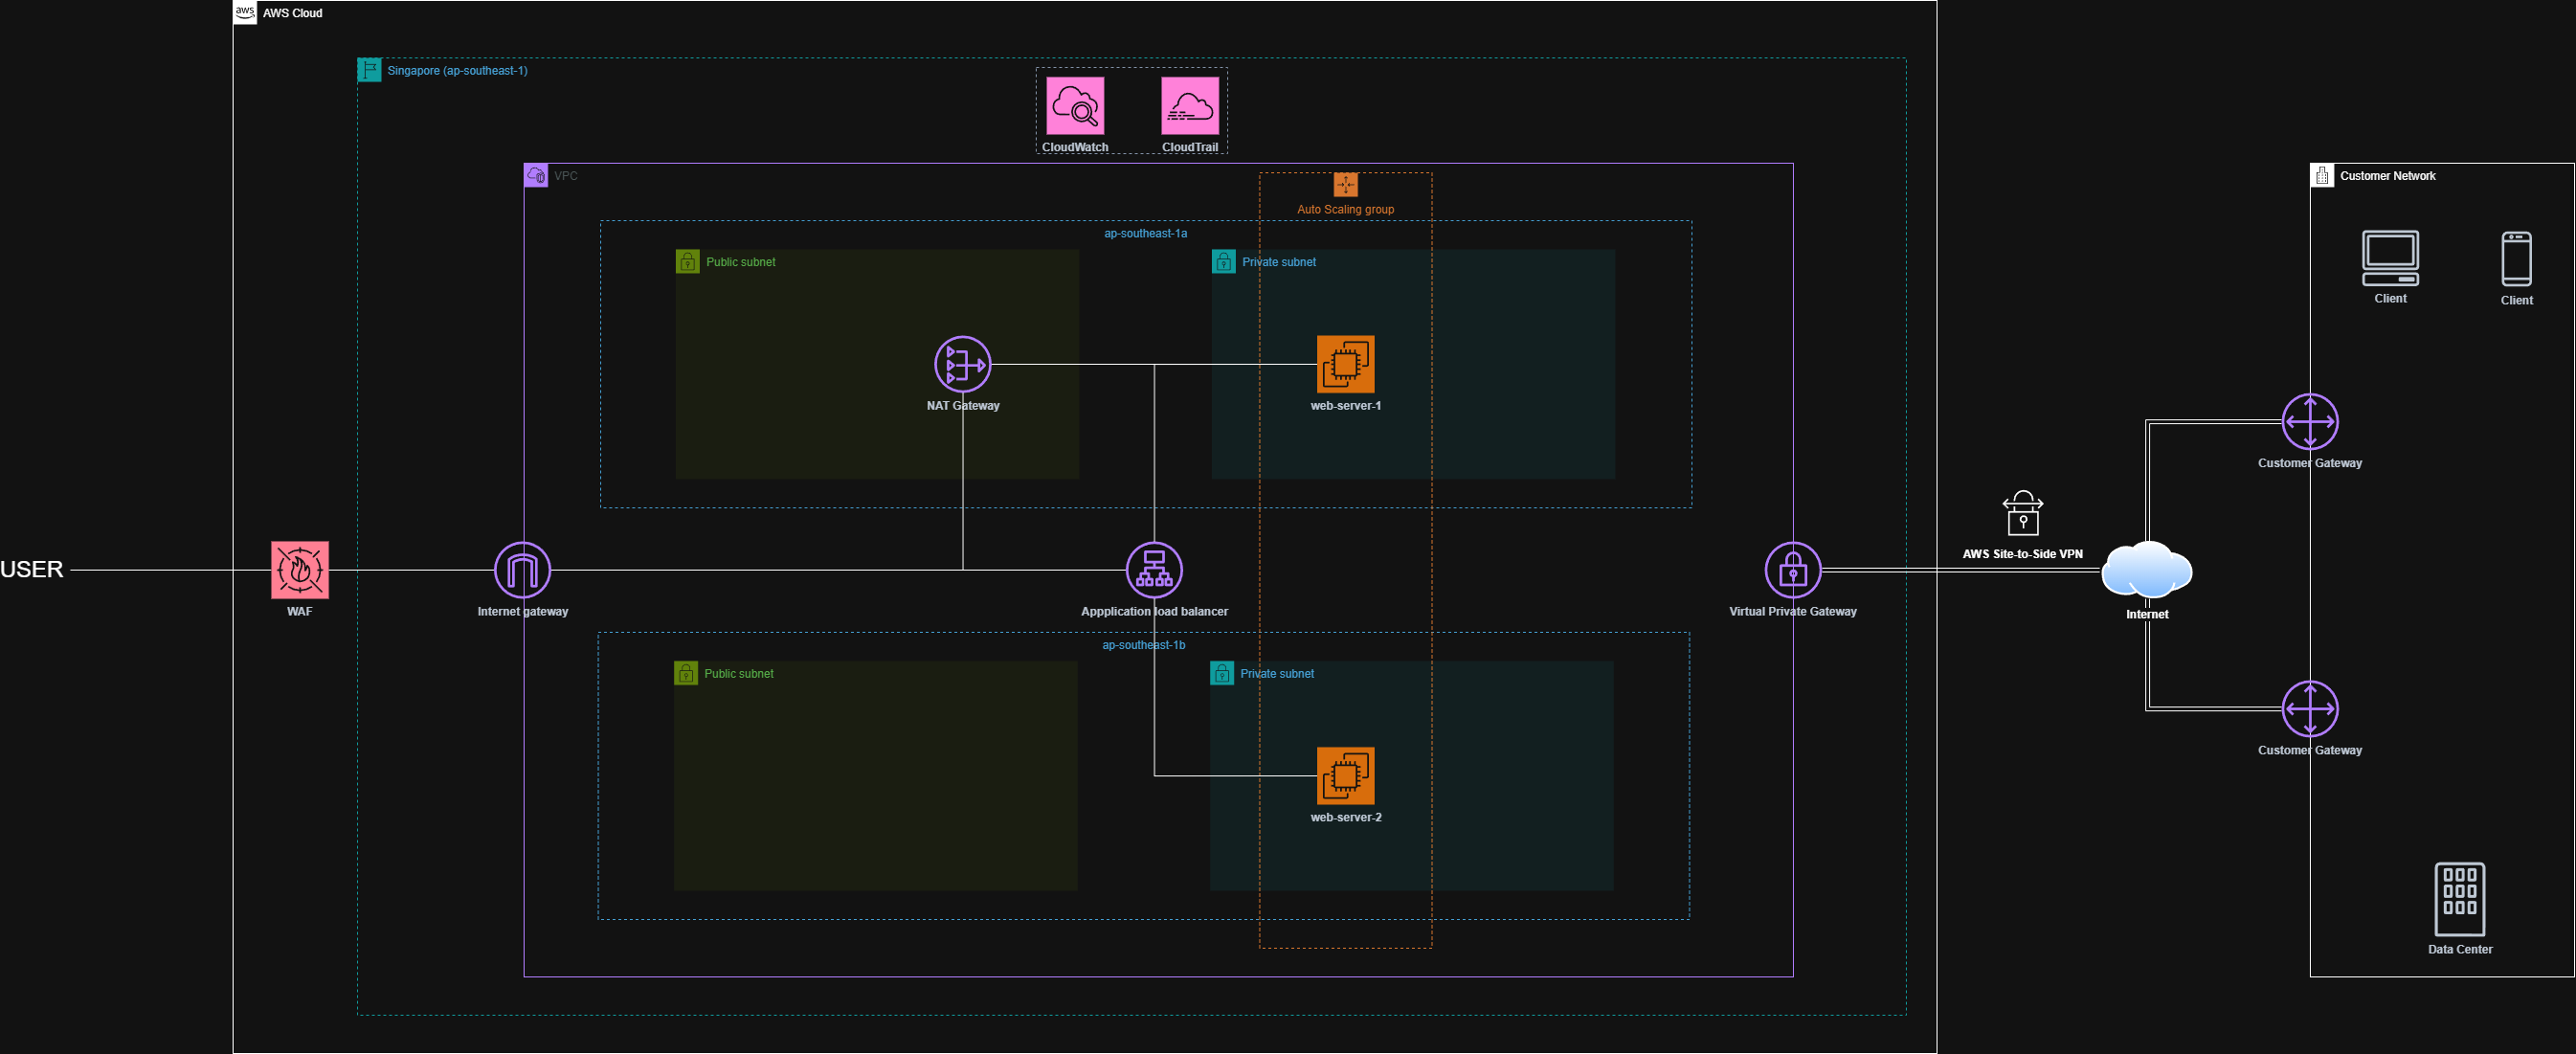 aws
AWS Cloud
Singapore (ap-southeast-1)
CloudWatch
CloudTrail
VPC
Auto Scaling group
ap-southeast-1a
Public subnet
Private subnet
NAT Gateway
web-server-1
USER
WAF
Internet gateway
Appplication load balancer
Virtual Private Gateway
ap-southeast-1b
Public subnet
Private subnet
web-server-2
AWS Site-to-Side VPN
Internet
Customer Network
Client
Client
Customer Gateway
Customer Gateway
Data Center